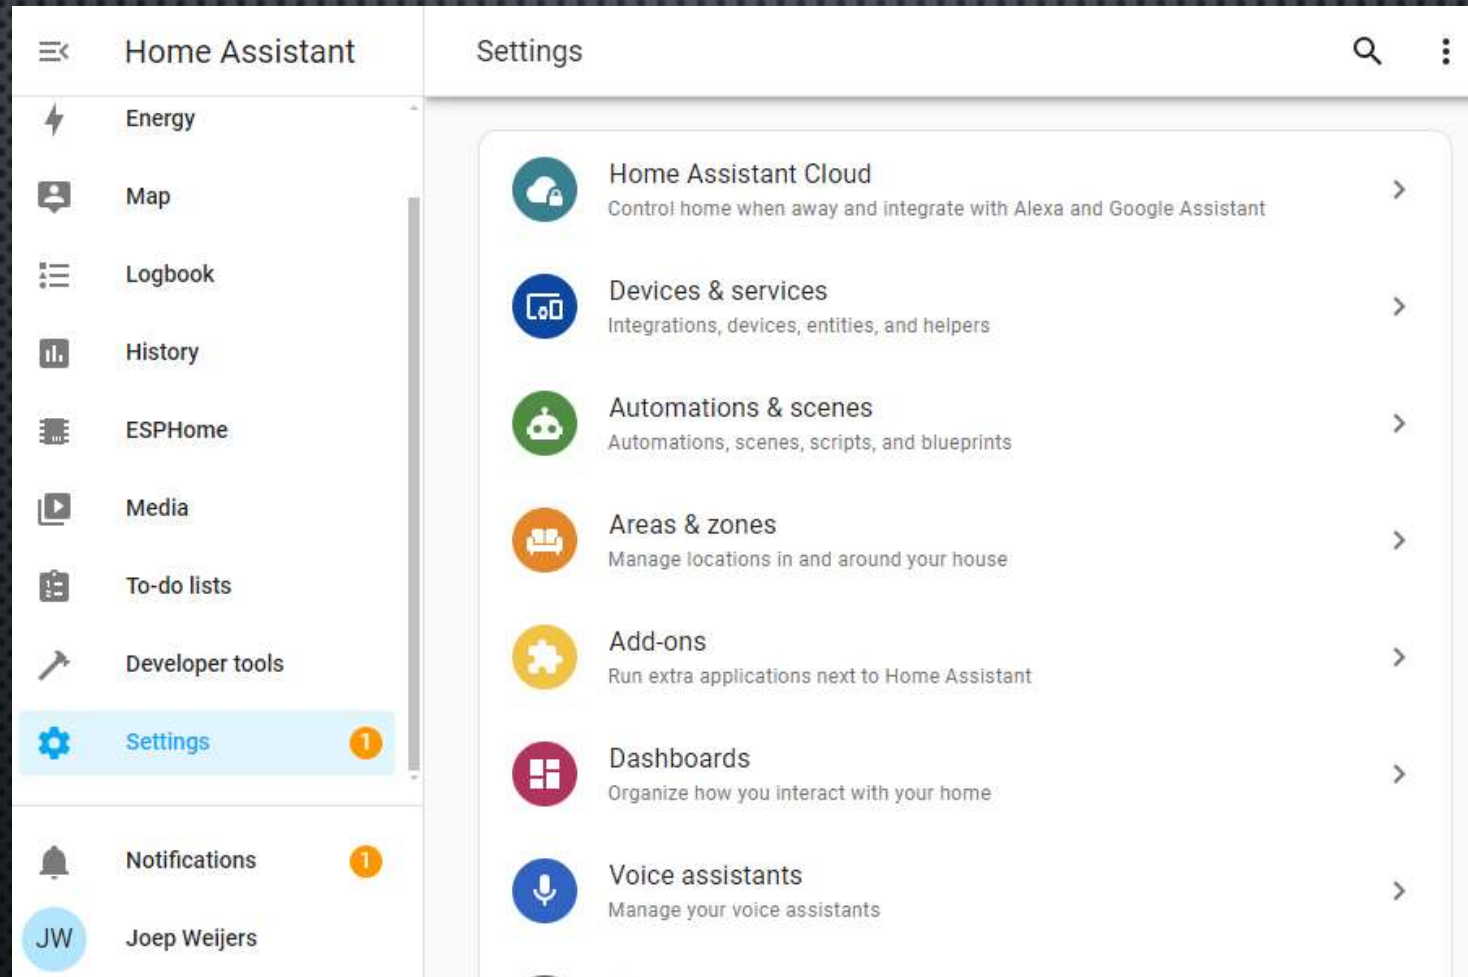 Home Assistant
Energy
Map
Logbook
History
ESPHome
Media
To-do lists
Developer tools
Settings
1
Notifications
1
JW
Joep Weijers
Settings
Home Assistant Cloud
Control home when away and integrate with Alexa and Google Assistant
Devices & services
Integrations, devices, entities, and helpers
Automations & scenes
Automations, scenes, scripts, and blueprints
Areas & zones
Manage locations in and around your house
Add-ons
Run extra applications next to Home Assistant
Dashboards
Organize how you interact with your home
Voice assistants
Manage your voice assistants